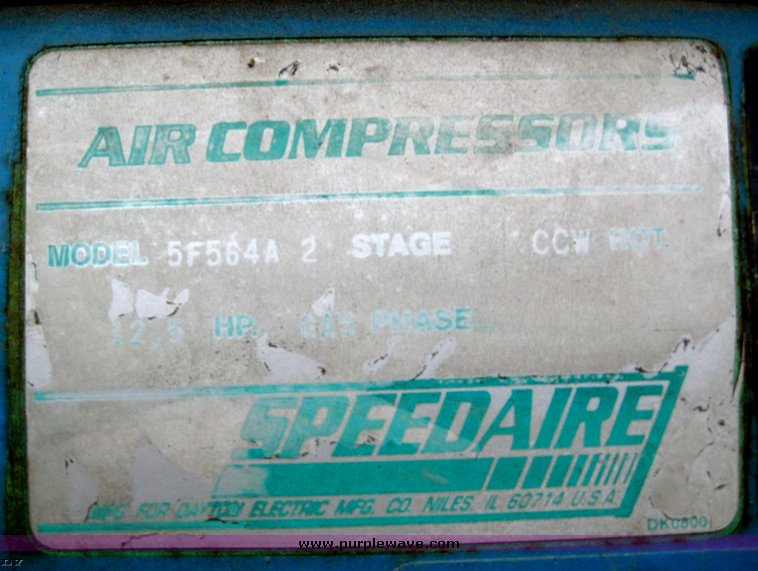 AIR COMPRESSORS
MODEL 5F564A 2 STAGE CCW ROT.
12.5 HP. GAS PHASE
SPEEDAIRE
MFG. FOR DAYTON ELECTRIC MFG. CO. NILES, IL 60714 U.S.A.
DK0800
www.purplewave.com